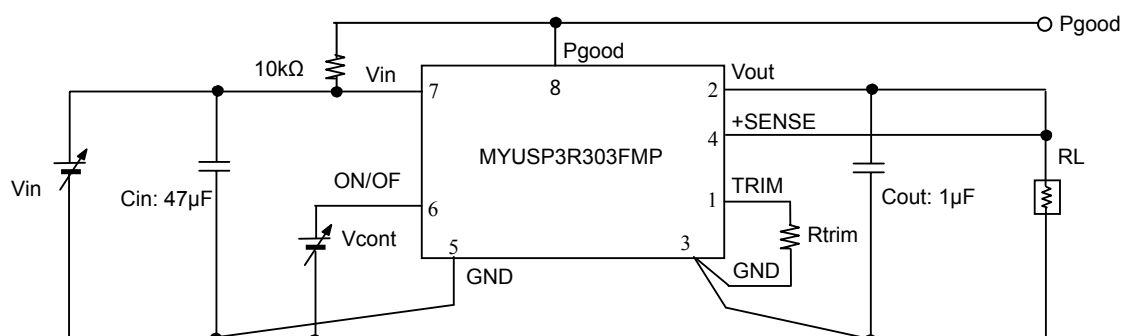 Pgood
10kΩ
Vin
Pgood
8
Vout
7
2
+SENSE
4
MYUSP3R303FMP
RL
Vin
Cin: 47µF
ON/OF
TRIM
1
Cout: 1µF
6
Vcont
Rtrim
5
3
GND
GND